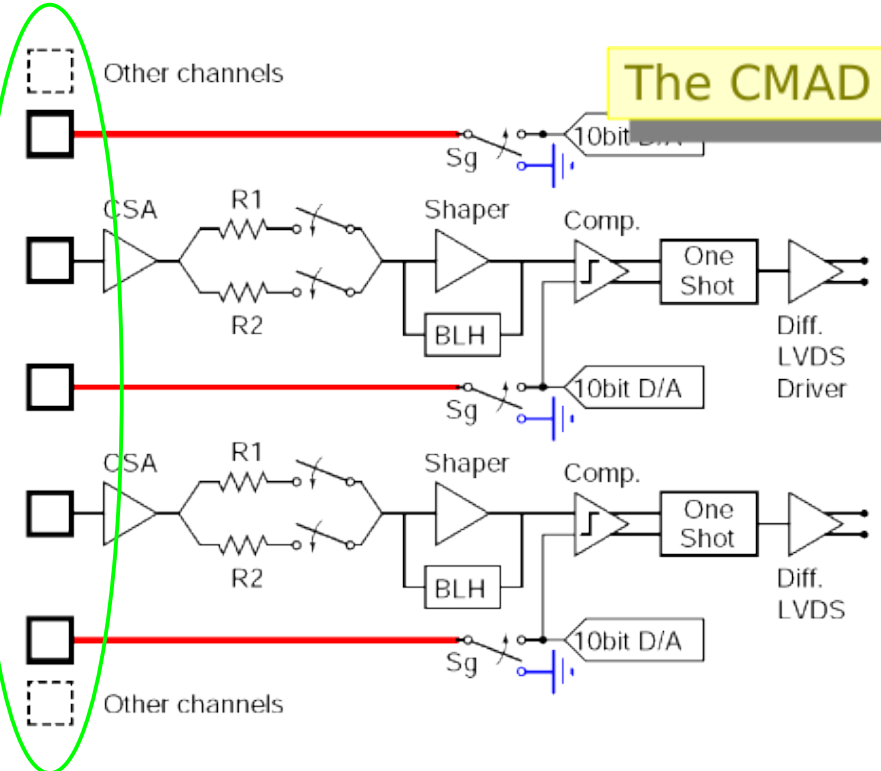 Other channels
The CMAD
10bit D/A
Sg
CSA
R1
Shaper
Comp.
One
Shot
R2
BLH
Diff.
LVDS
Driver
10bit D/A
Sg
CSA
R1
Shaper
Comp.
One
Shot
R2
BLH
Diff.
LVDS
10bit D/A
Sg
Other channels